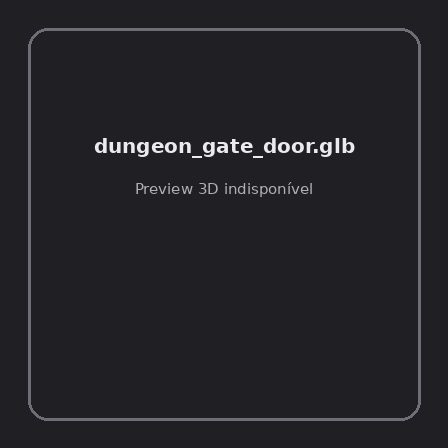 dungeon_gate_door.glb
Preview 3D indisponível